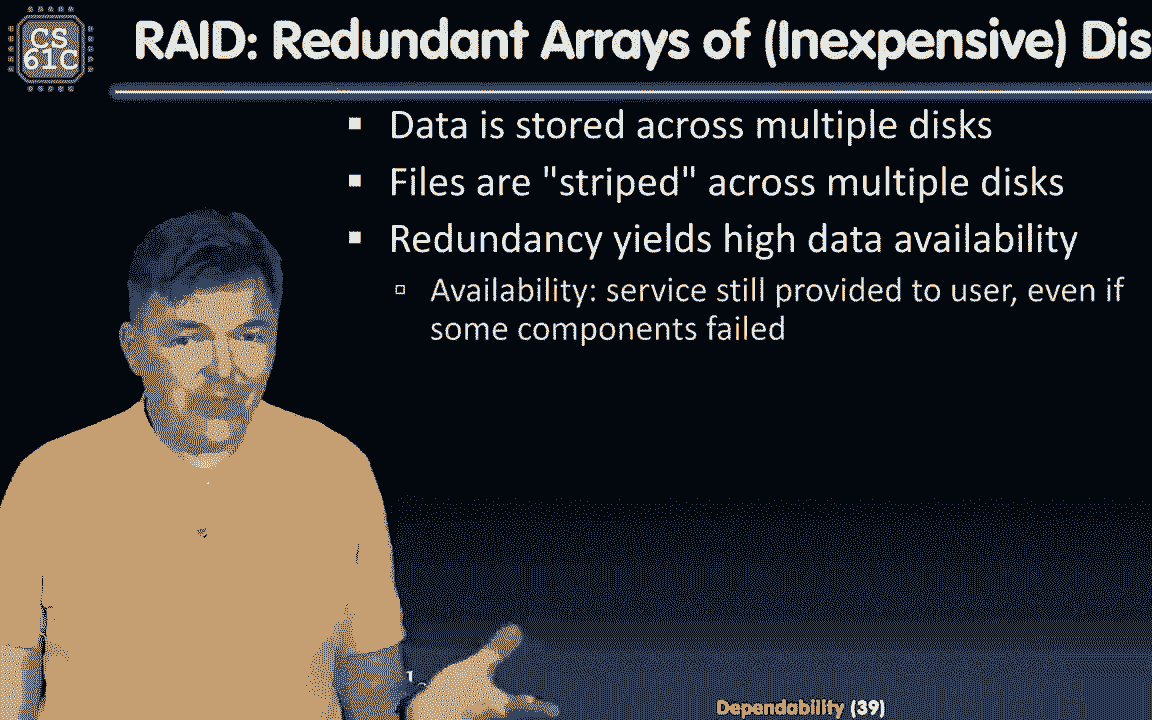 CS
61C
RAID: Redundant Arrays of (Inexpensive) Dis
Data is stored across multiple disks
Files are "striped" across multiple disks
Redundancy yields high data availability
Availability: service still provided to user, even if
some components failed
Dependability (39)